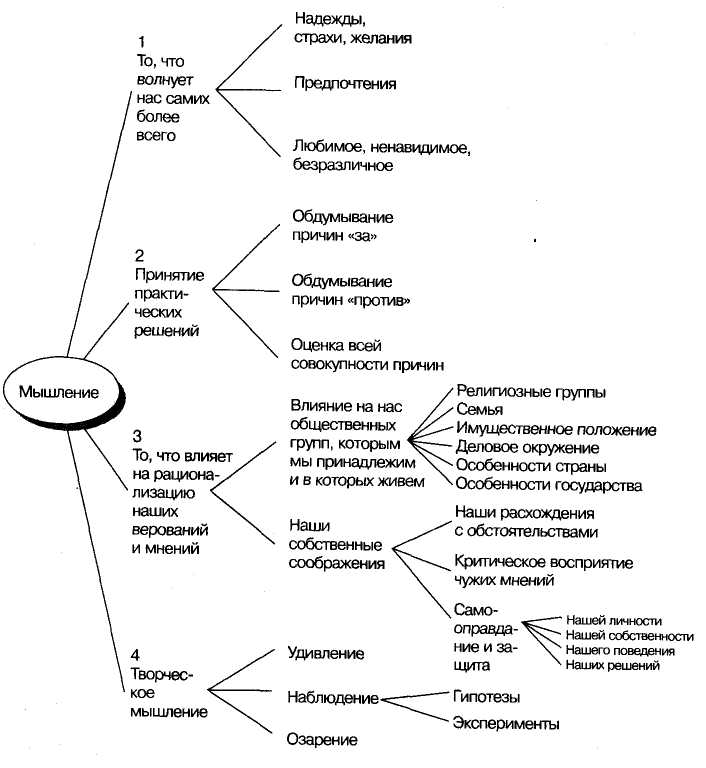 Мышление
1
То, что
волнует
нас самих
более
всего
Надежды,
страхи, желания
Предпочтения
Любимое, ненавидимое,
безразличное
2
Принятие
практи-
ческих
решений
Обдумывание
причин «за»
Обдумывание
причин «против»
Оценка всей
совокупности причин
3
То, что влияет
на рациона-
лизацию
наших
верований
и мнений
Влияние на нас
общественных
групп, которым
мы принадлежим
и в которых живем
Религиозные группы
Семья
Имущественное положение
Деловое окружение
Особенности страны
Особенности государства
Наши
собственные
соображения
Наши расхождения
с обстоятельствами
Критическое восприятие
чужих мнений
Само-
оправда-
ние и за-
щита
Нашей личности
Нашей собственности
Нашего поведения
Наших решений
4
Творчес-
кое
мышление
Удивление
Наблюдение
Гипотезы
Эксперименты
Озарение